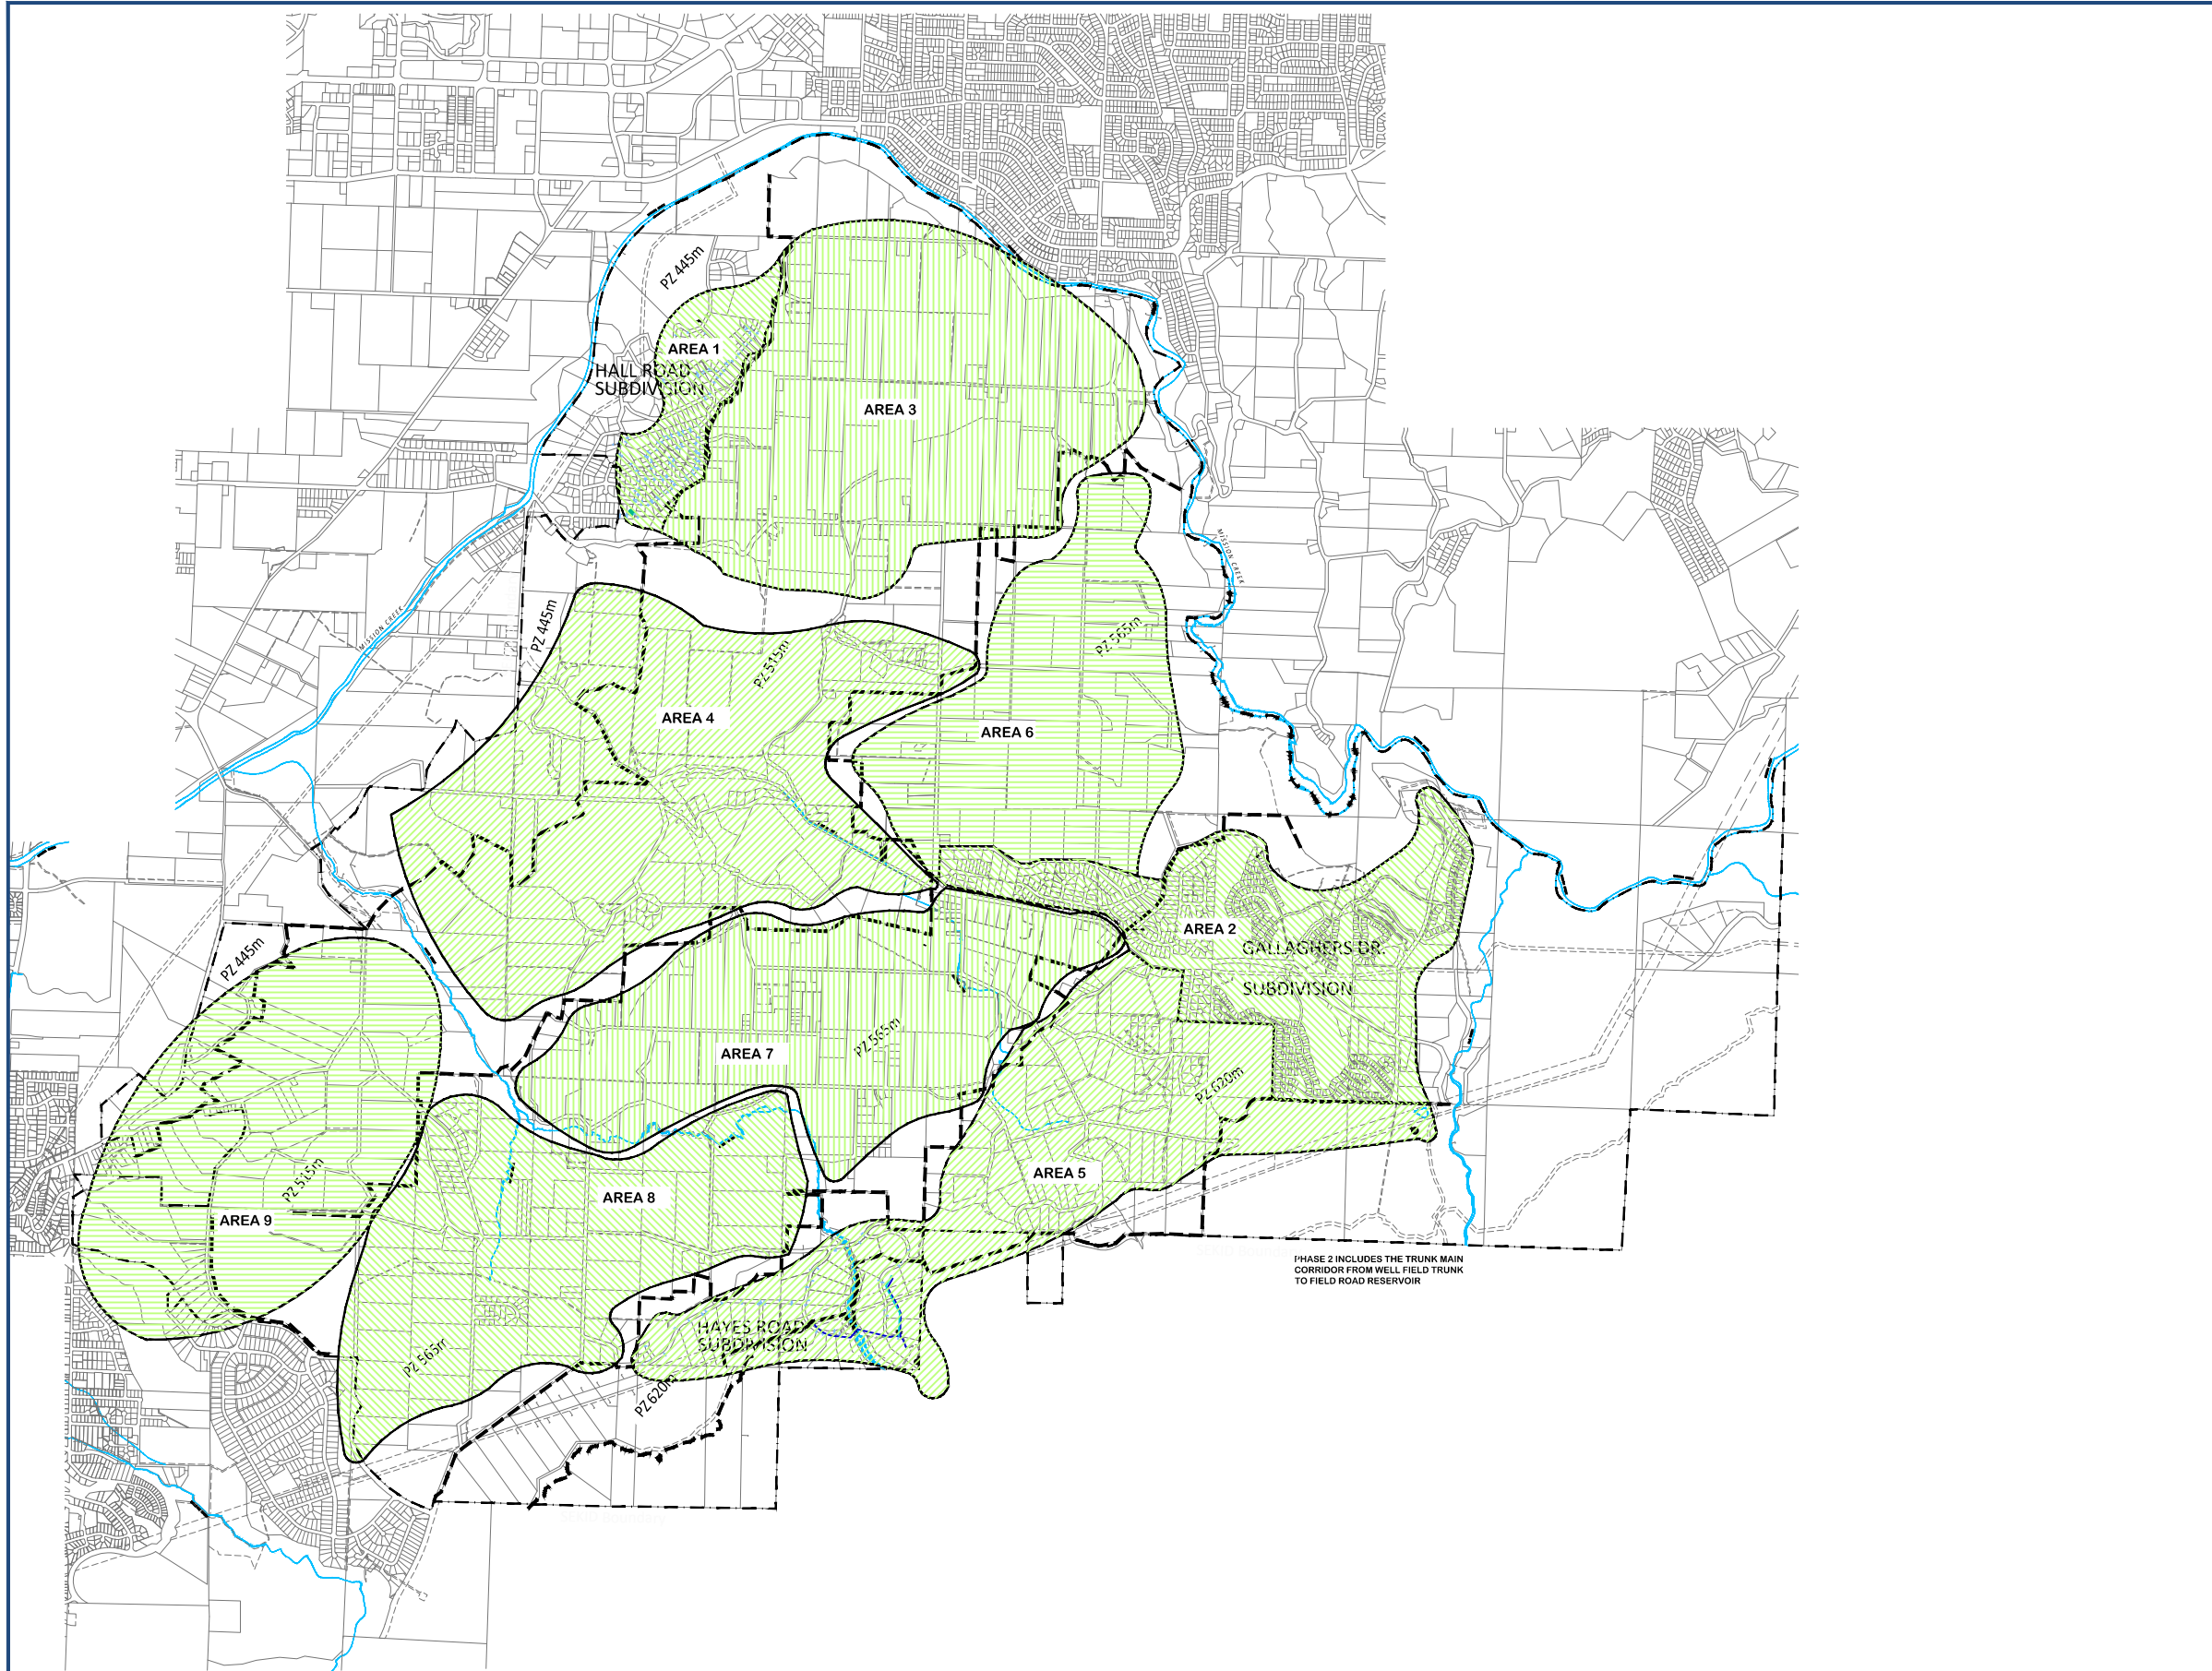 PZ 445m
AREA 1
HALL ROAD
SUBDIVISION
AREA 3
MISSION CREEK
MISSION CREEK
PZ 445m
PZ 515m
PZ 565m
AREA 4
AREA 6
AREA 2
GALLAGHERS DR.
SUBDIVISION
PZ 445m
AREA 7
PZ 565m
PZ 620m
AREA 5
AREA 8
PZ 515m
AREA 9
PHASE 2 INCLUDES THE TRUNK MAIN
CORRIDOR FROM WELL FIELD TRUNK
TO FIELD ROAD RESERVOIR
HAYES ROAD
SUBDIVISION
PZ 565m
PZ 620m